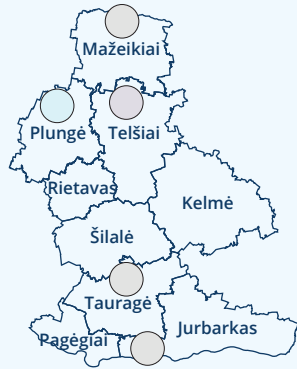 Mažeikiai
Plungė
Telšiai
Rietavas
Kelmė
Šilalė
Tauragė
Pagėgiai
Jurbarkas